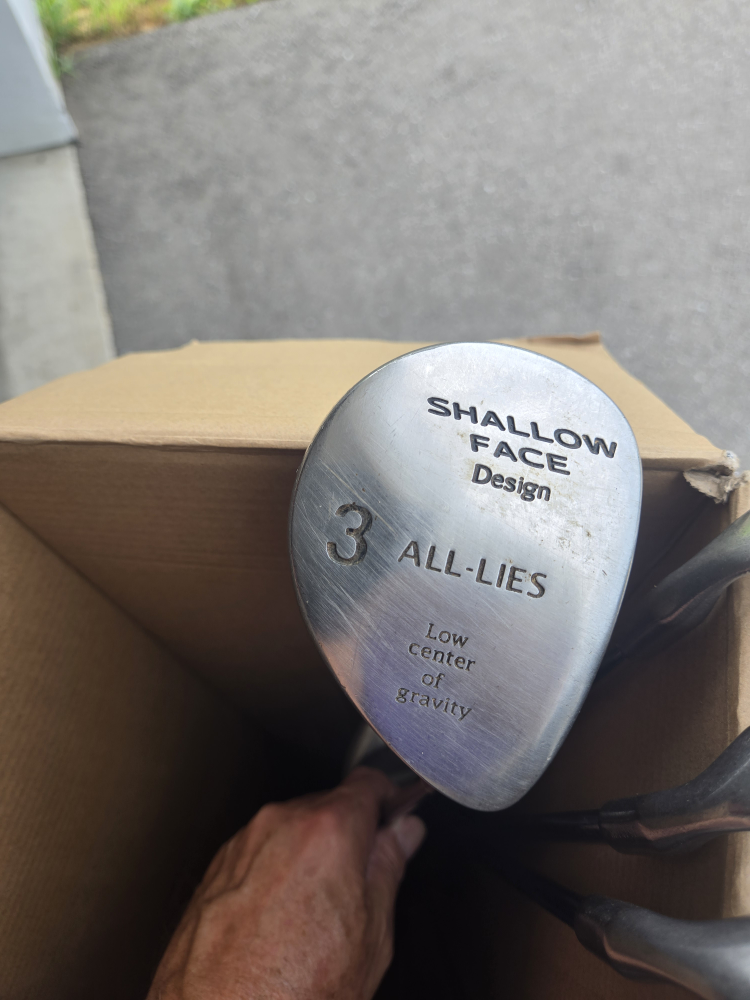 SHALLOW
FACE
Design
3 ALL-LIES
Low
center
of
gravity